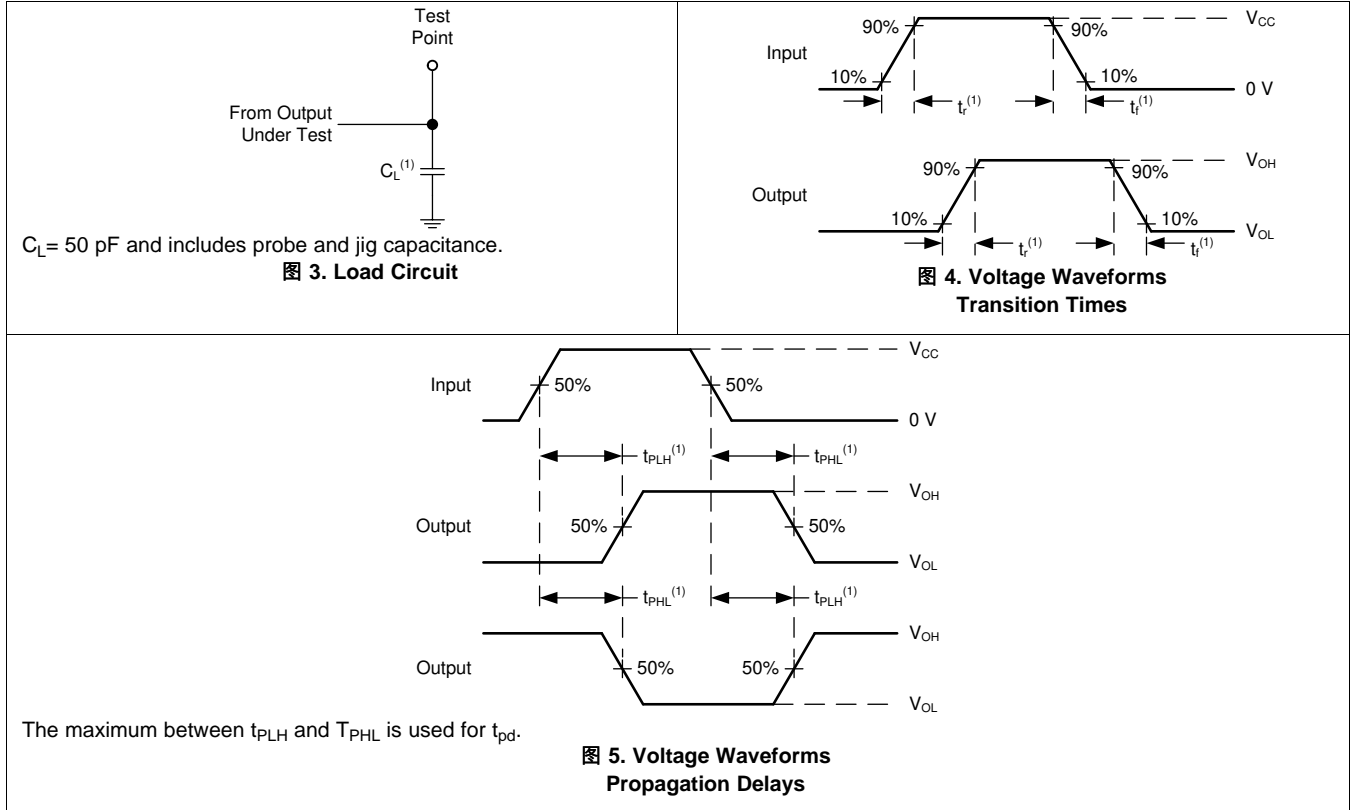 Test
Point
From Output
Under Test
C_L^(1)
C_L= 50 pF and includes probe and jig capacitance.
图 3. Load Circuit
V_CC
90%
90%
Input
10%
10%
0 V
t_r^(1)
t_f^(1)
V_OH
90%
90%
Output
10%
10%
V_OL
t_r^(1)
t_f^(1)
图 4. Voltage Waveforms
Transition Times
V_CC
Input
50%
50%
0 V
t_PLH^(1)
t_PHL^(1)
V_OH
Output
50%
50%
V_OL
t_PHL^(1)
t_PLH^(1)
V_OH
Output
50%
50%
V_OL
The maximum between t_PLH and T_PHL is used for t_pd.
图 5. Voltage Waveforms
Propagation Delays